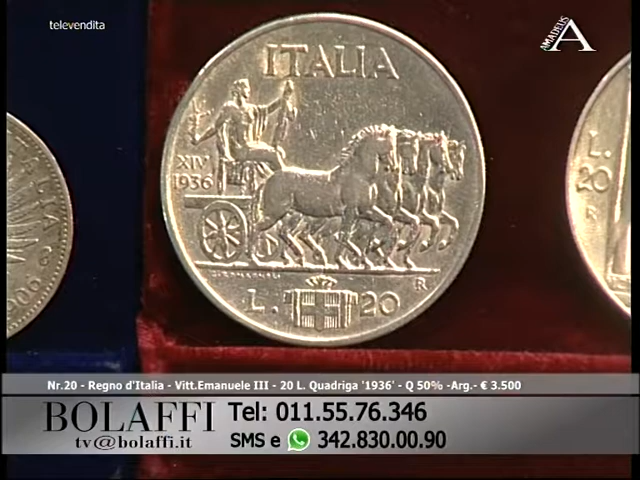 televendita
AMADEUS A
ITALIA
XIV
1936
G.ROMAGNOLI
R
L. 20
L.
20
R
Nr.20 - Regno d'Italia - Vitt.Emanuele III - 20 L. Quadriga '1936' - Q 50% -Arg.- € 3.500
BOLAFFI
tv@bolaffi.it
Tel: 011.55.76.346
SMS e 342.830.00.90